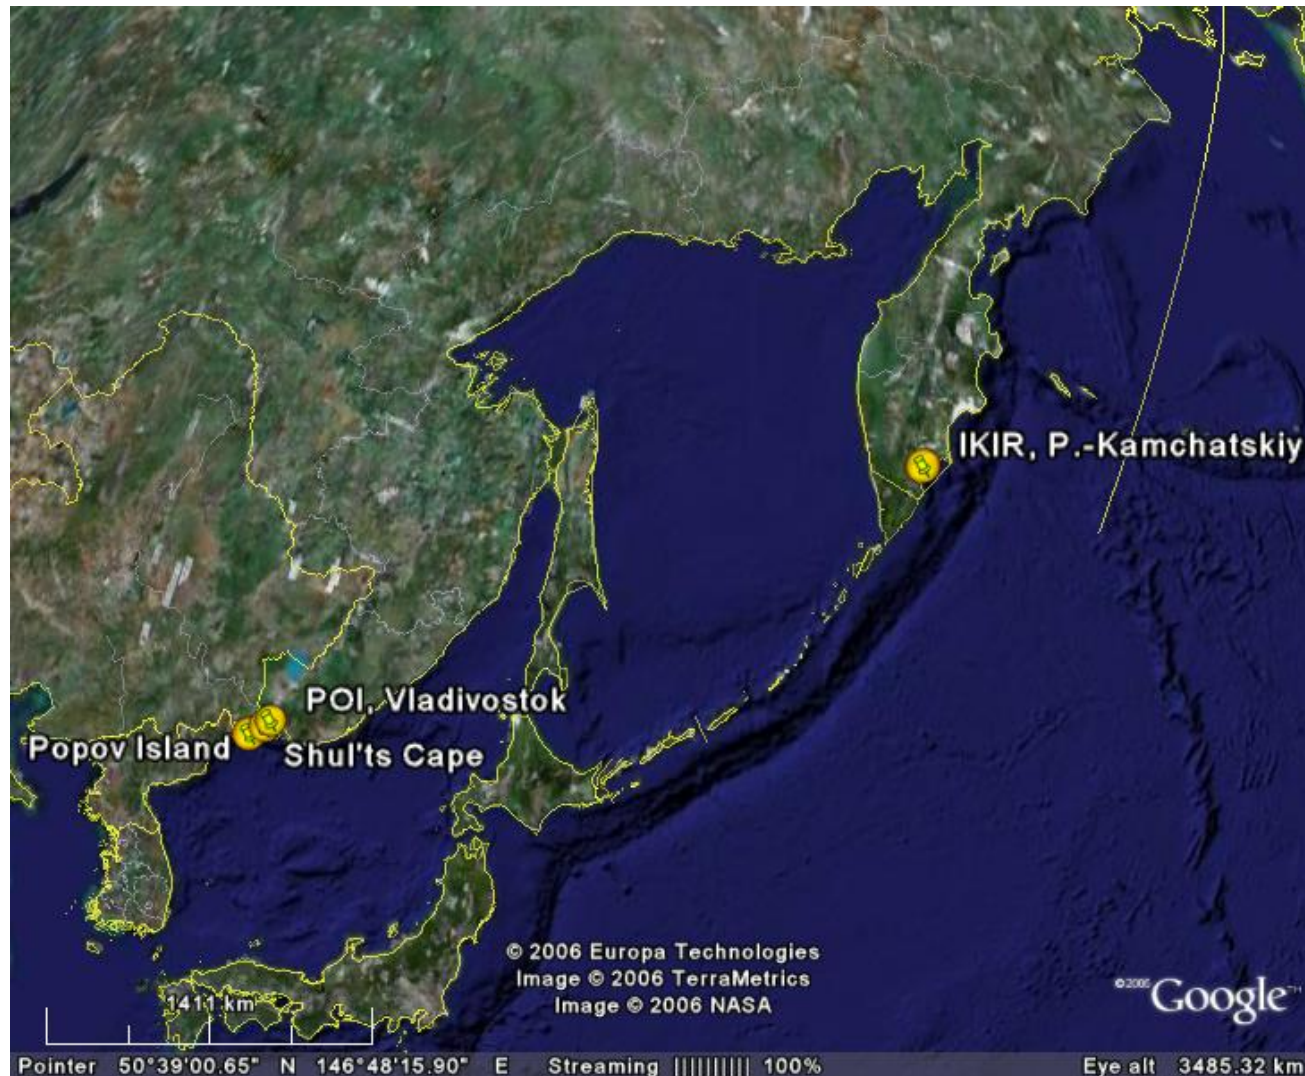 IKIR, P.-Kamchatskiy
POI, Vladivostok
Popov Island
Shul'ts Cape
© 2006 Europa Technologies
Image © 2006 TerraMetrics
Image © 2006 NASA
©2006 Google™
1411 km
Pointer 50°39'00.65" N 146°48'15.90" E Streaming |||||||||| 100% Eye alt 3485.32 km